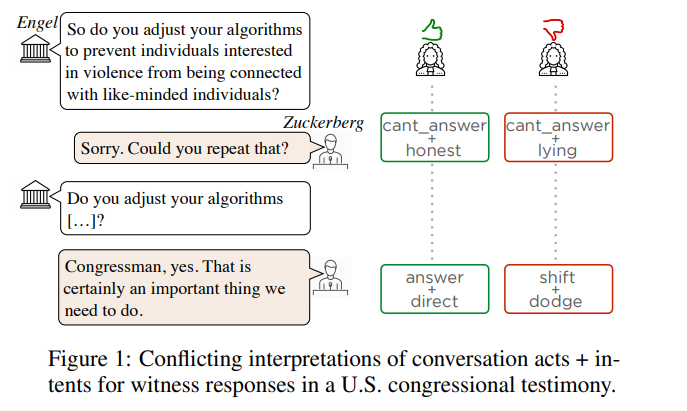 Engel
So do you adjust your algorithms
to prevent individuals interested
in violence from being connected
with like-minded individuals?
Zuckerberg
Sorry. Could you repeat that?
Do you adjust your algorithms
[…]?
Congressman, yes. That is
certainly an important thing we
need to do.
cant_answer
+
honest
cant_answer
+
lying
answer
+
direct
shift
+
dodge
Figure 1: Conflicting interpretations of conversation acts + in-
tents for witness responses in a U.S. congressional testimony.